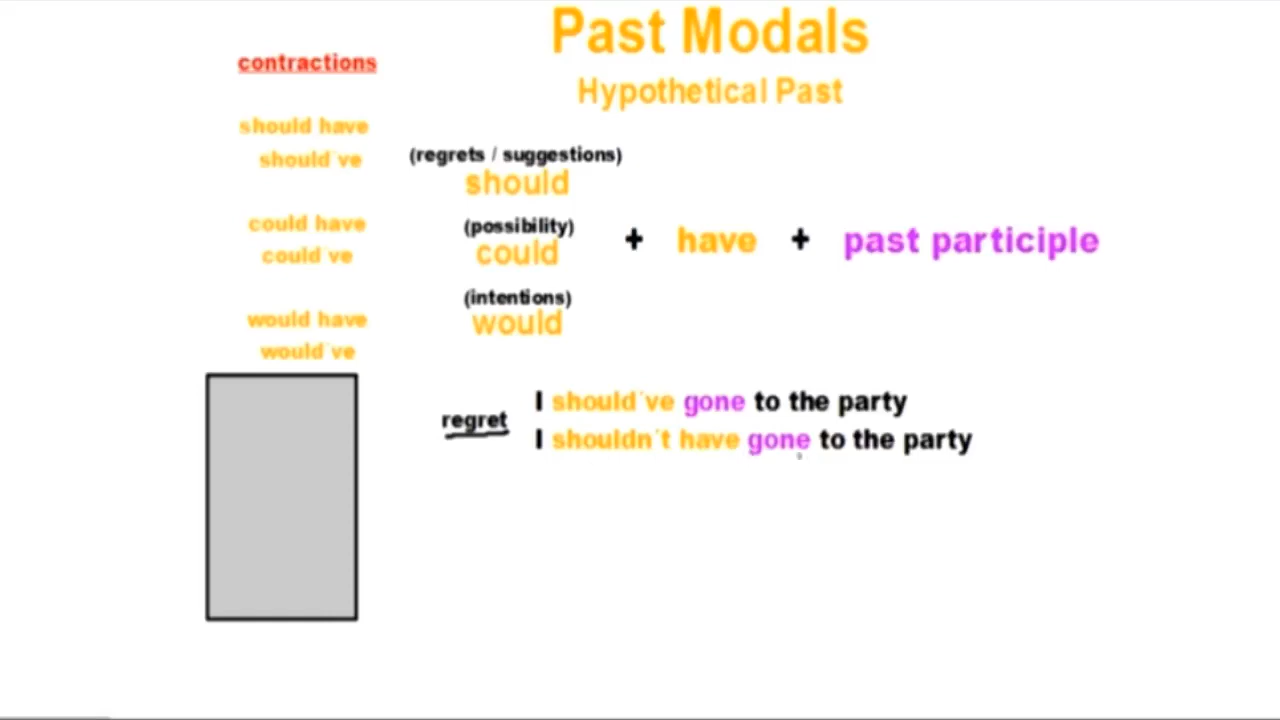 Past Modals
Hypothetical Past
contractions
should have
should´ve
could have
could´ve
would have
would´ve
(regrets / suggestions)
should
(possibility)
could
(intentions)
would
+ have + past participle
regret
I should´ve gone to the party
I shouldn´t have gone to the party